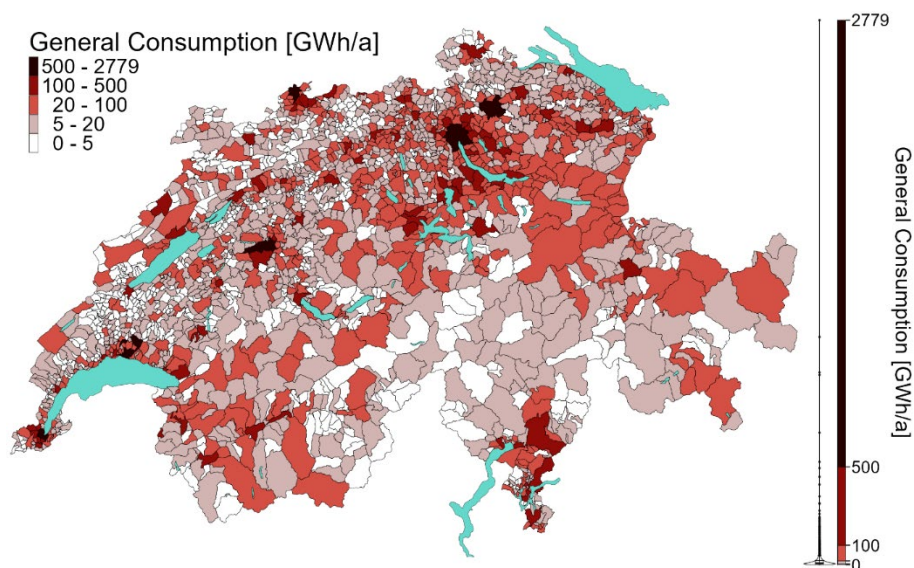 General Consumption [GWh/a]
500 - 2779
100 - 500
20 - 100
5 - 20
0 - 5
2779
500
100
0
General Consumption [GWh/a]